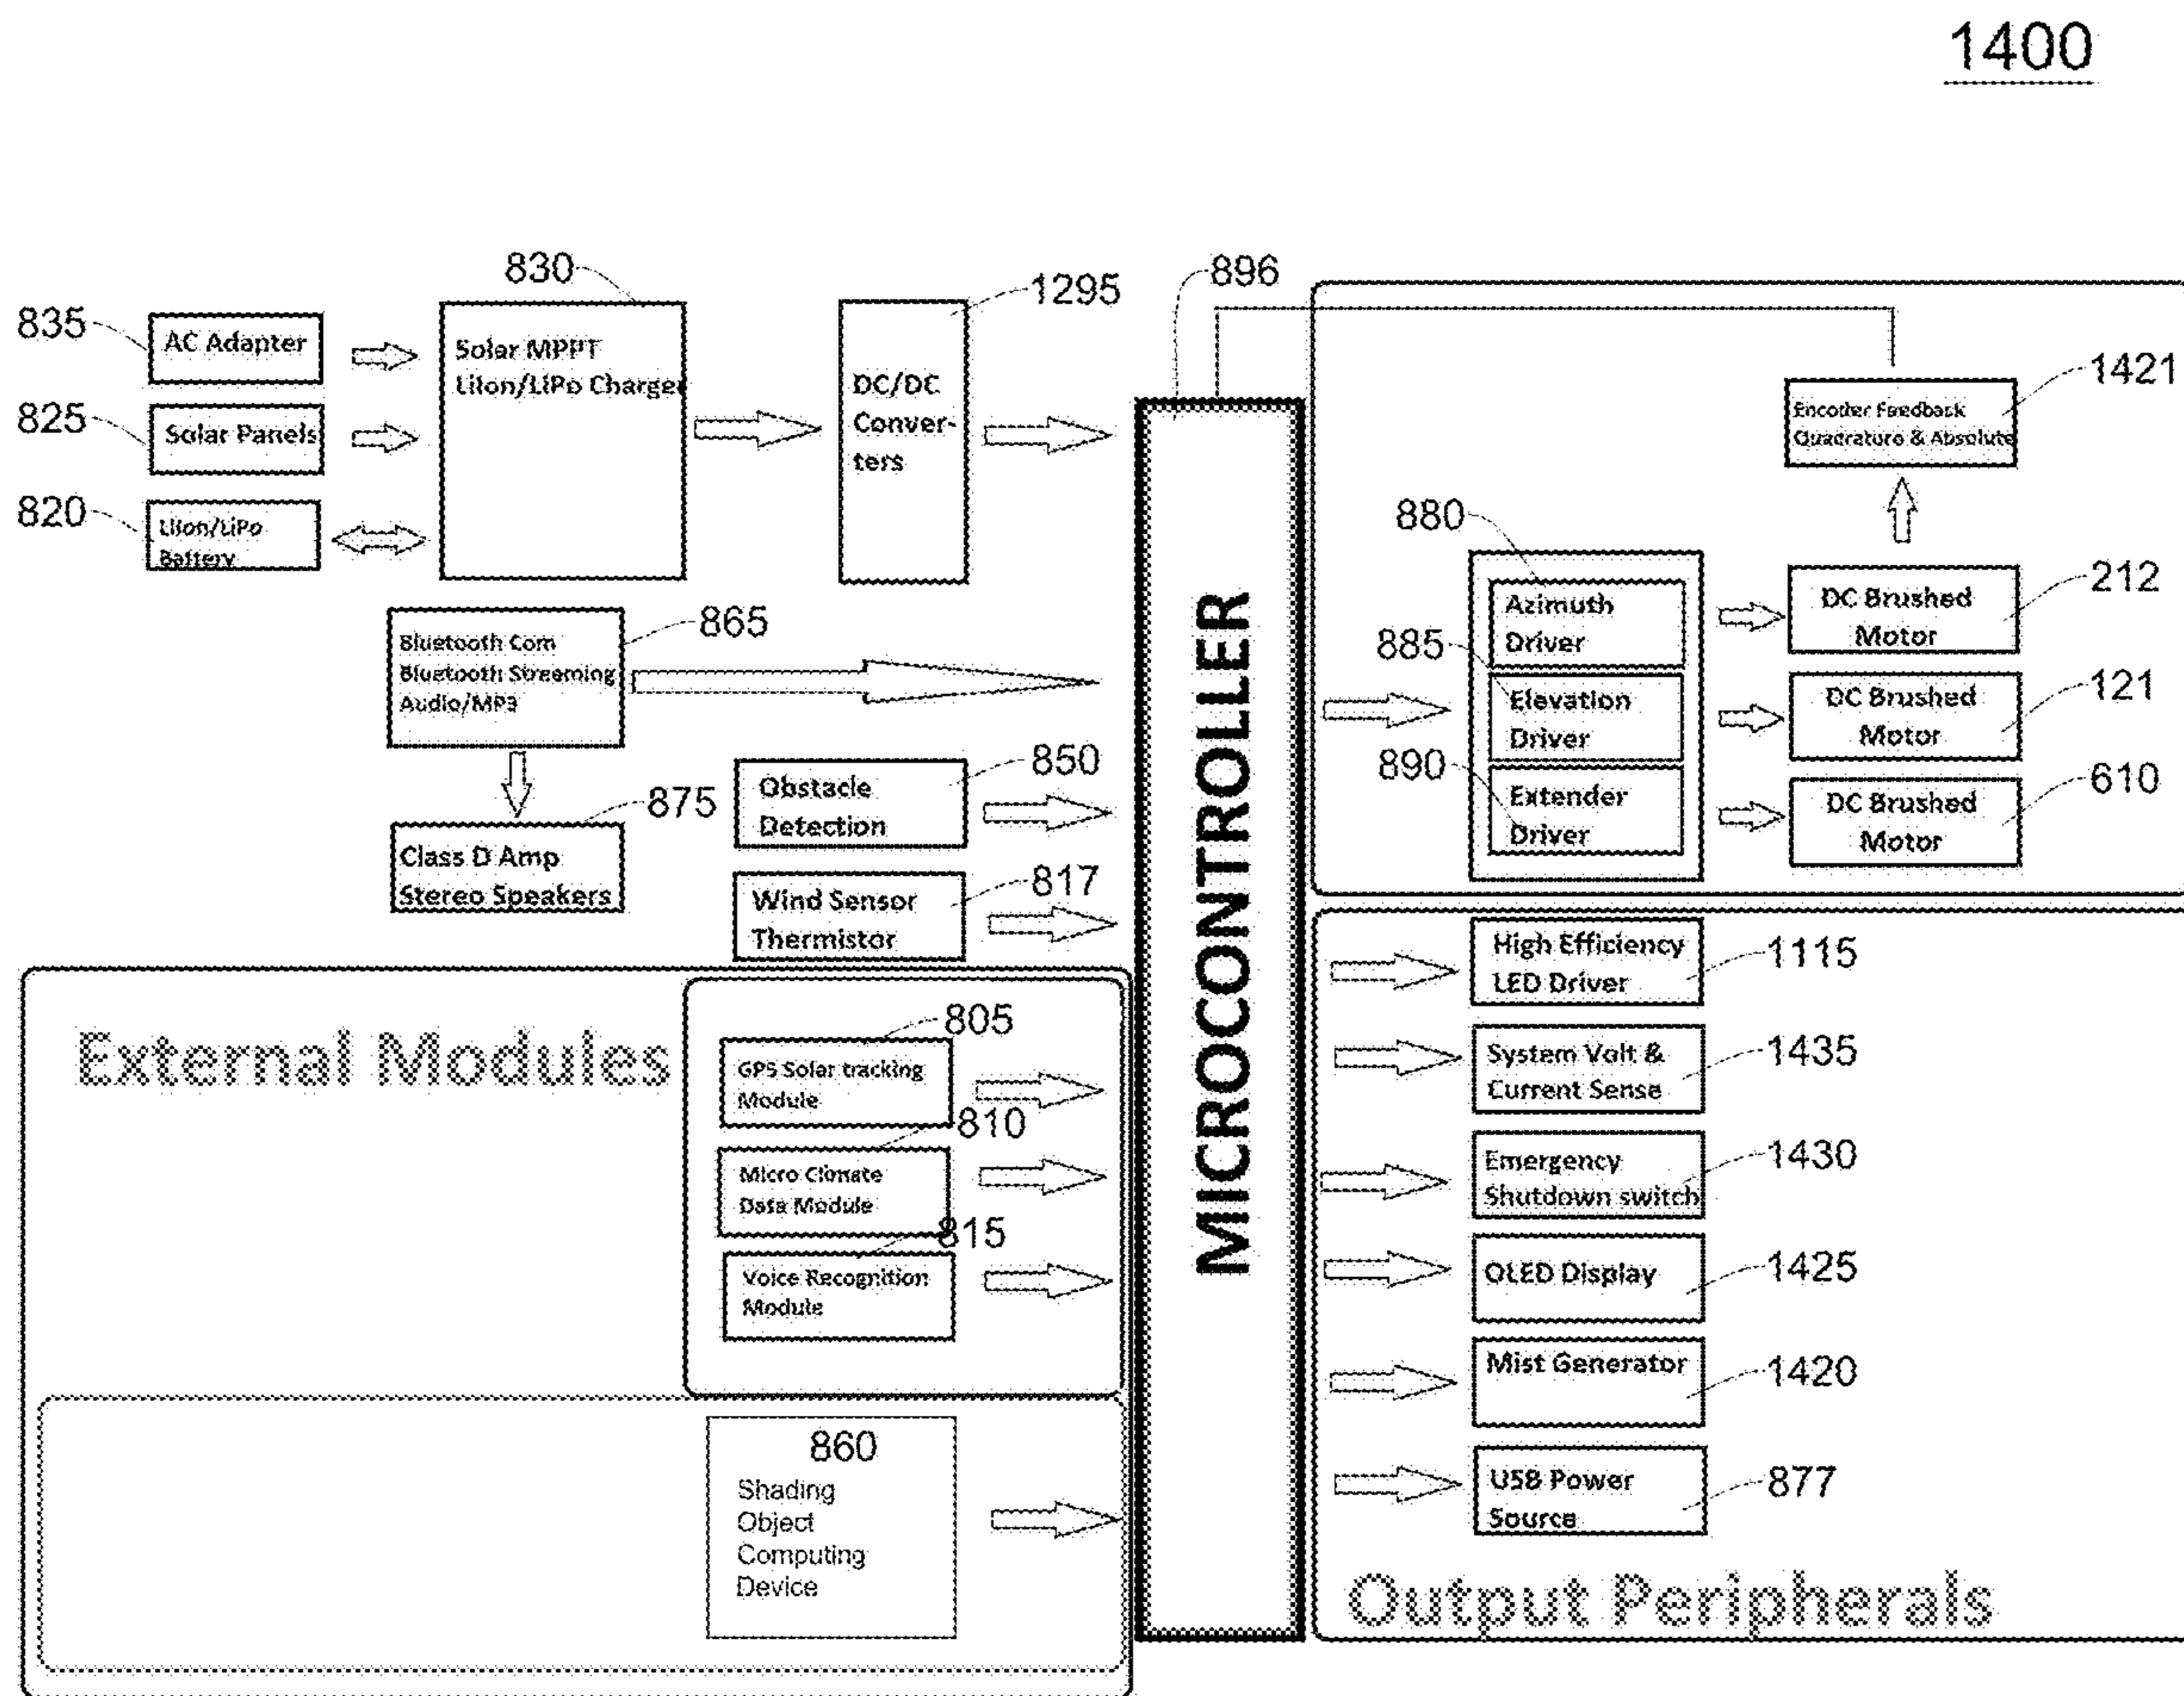 1400
830
896
1295
835
AC Adapter
Solar MPPT
LiIon/LiPo Charger
DC/DC
Conver-
ters
825
Solar Panels
820
LiIon/LiPo
Battery
865
Bluetooth Com
Bluetooth Streaming
Audio/MP3
875
Class D Amp
Stereo Speakers
850
Obstacle
Detection
817
Wind Sensor
Thermistor
External Modules
805
GPS Solar tracking
Module
810
Micro Climate
Data Module
815
Voice Recognition
Module
860
Shading
Object
Computing
Device
MICROCONTROLLER
1421
Encoder Feedback
Quadrature & Absolute
880
Azimuth
Driver
DC Brushed
Motor
212
885
Elevation
Driver
DC Brushed
Motor
121
890
Extender
Driver
DC Brushed
Motor
610
High Efficiency
LED Driver
1115
System Volt &
Current Sense
1435
Emergency
Shutdown switch
1430
OLED Display
1425
Mist Generator
1420
USB Power
Source
877
Output Peripherals